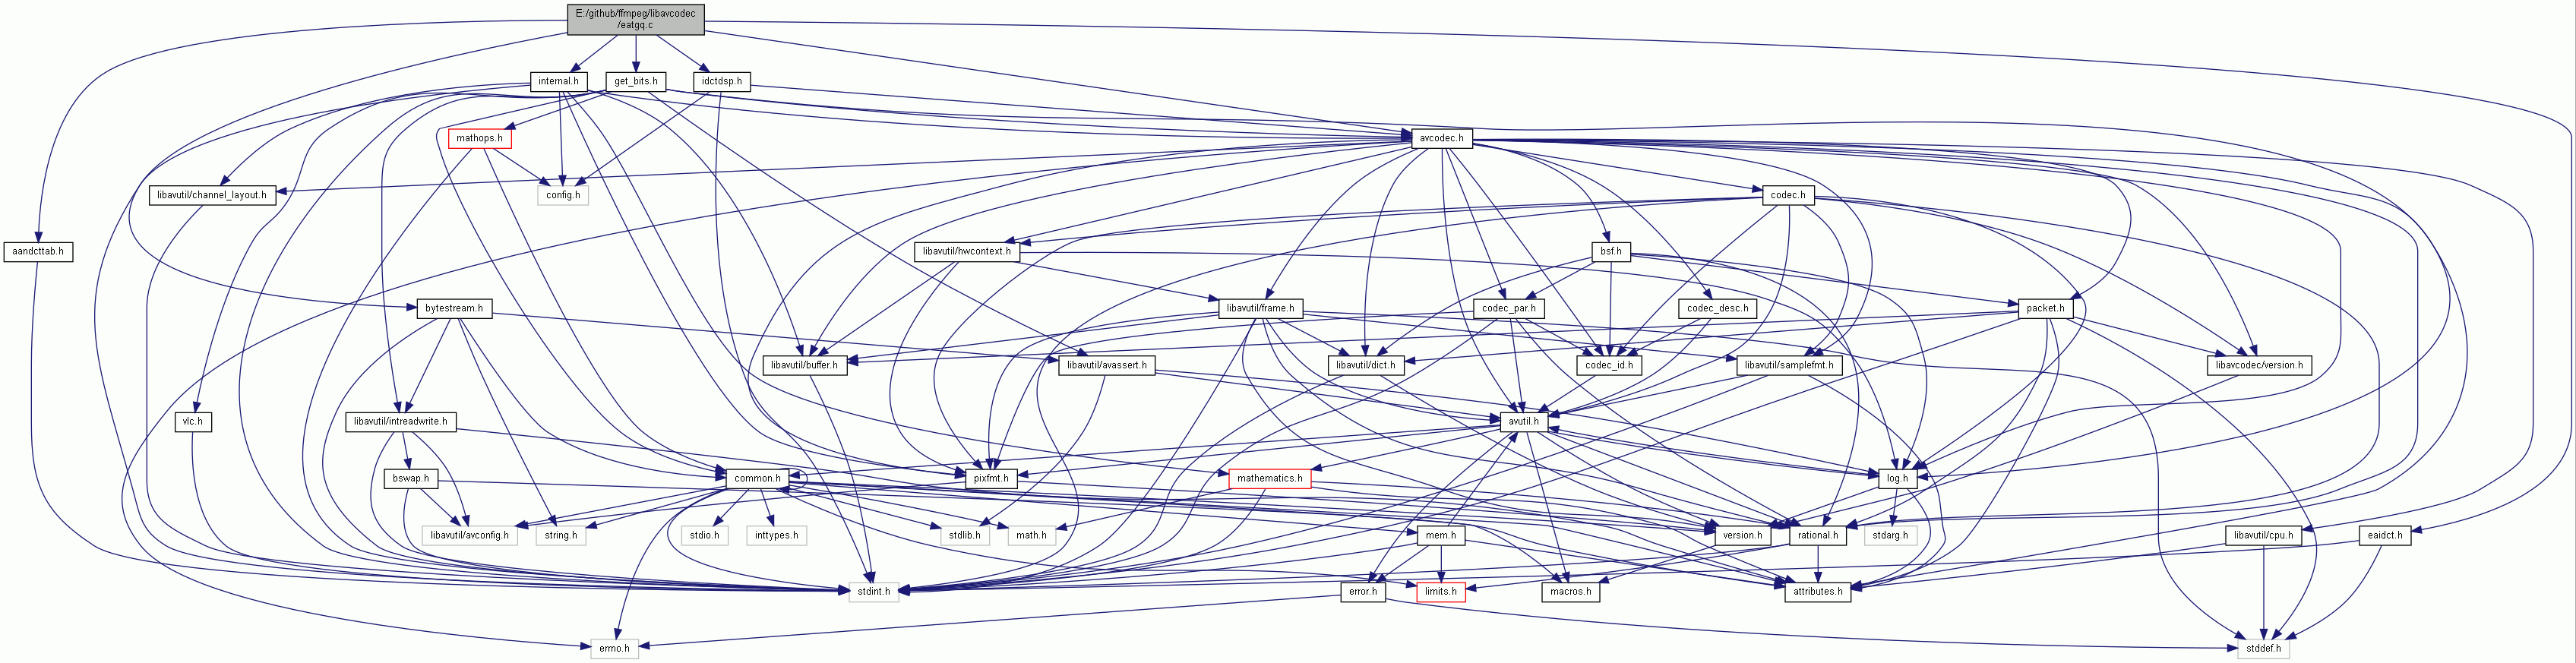 E:/github/ffmpeg/libavcodec
/eatgq.c
internal.h
get_bits.h
idctdsp.h
mathops.h
avcodec.h
libavutil/channel_layout.h
config.h
codec.h
aandcttab.h
libavutil/hwcontext.h
bsf.h
bytestream.h
libavutil/frame.h
codec_par.h
codec_desc.h
packet.h
libavutil/buffer.h
libavutil/avassert.h
libavutil/dict.h
codec_id.h
libavutil/samplefmt.h
libavcodec/version.h
vlc.h
libavutil/intreadwrite.h
avutil.h
bswap.h
common.h
pixfmt.h
mathematics.h
log.h
libavutil/avconfig.h
string.h
stdio.h
inttypes.h
stdlib.h
math.h
mem.h
version.h
rational.h
stdarg.h
libavutil/cpu.h
eaidct.h
stdint.h
error.h
limits.h
macros.h
attributes.h
errno.h
stddef.h